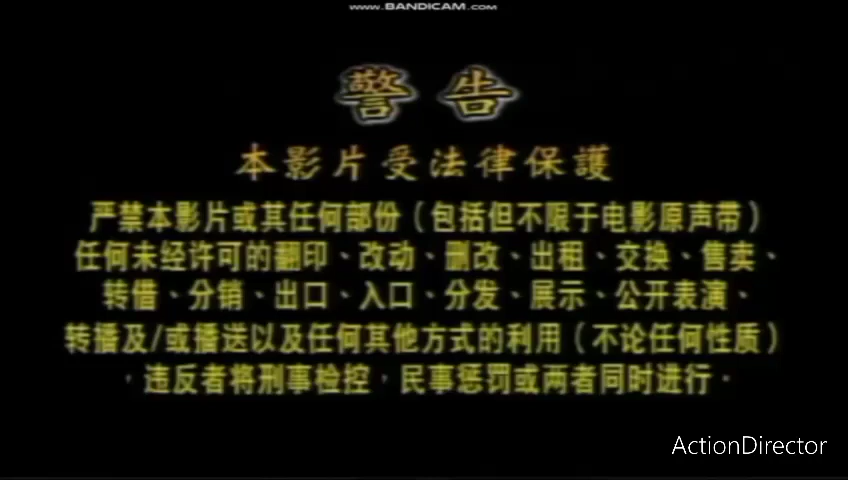 www.BANDICAM.com
警告
本影片受法律保護
严禁本影片或其任何部份（包括但不限于电影原声带）
任何未经许可的翻印、改动、删改、出租、交换、售卖、
转借、分销、出口、入口、分发、展示、公开表演、
转播及/或播送以及任何其他方式的利用（不论任何性质）
，违反者将刑事检控，民事惩罚或两者同时进行。
ActionDirector